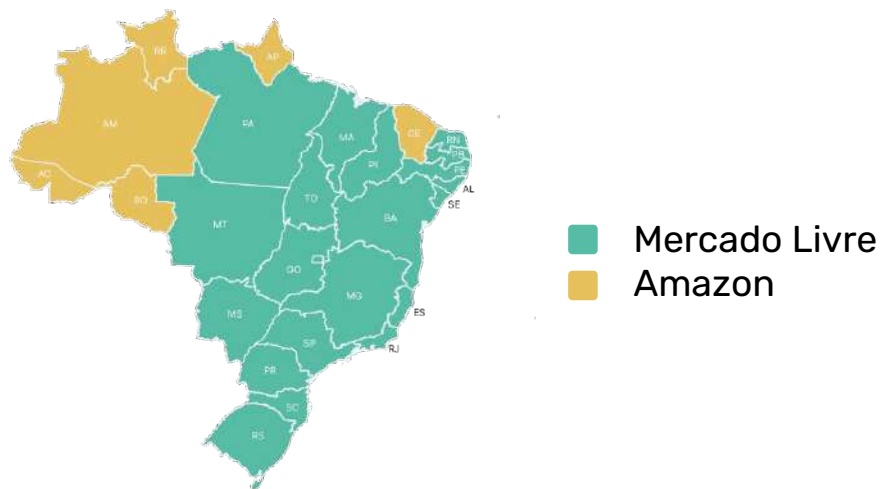 RR
AP
AM
PA
CE
MA
RN
PB
PI
PE
AC
AL
TO
RO
SE
BA
MT
Mercado Livre
GO
Amazon
MG
MS
ES
SP
RJ
PR
SC
RS